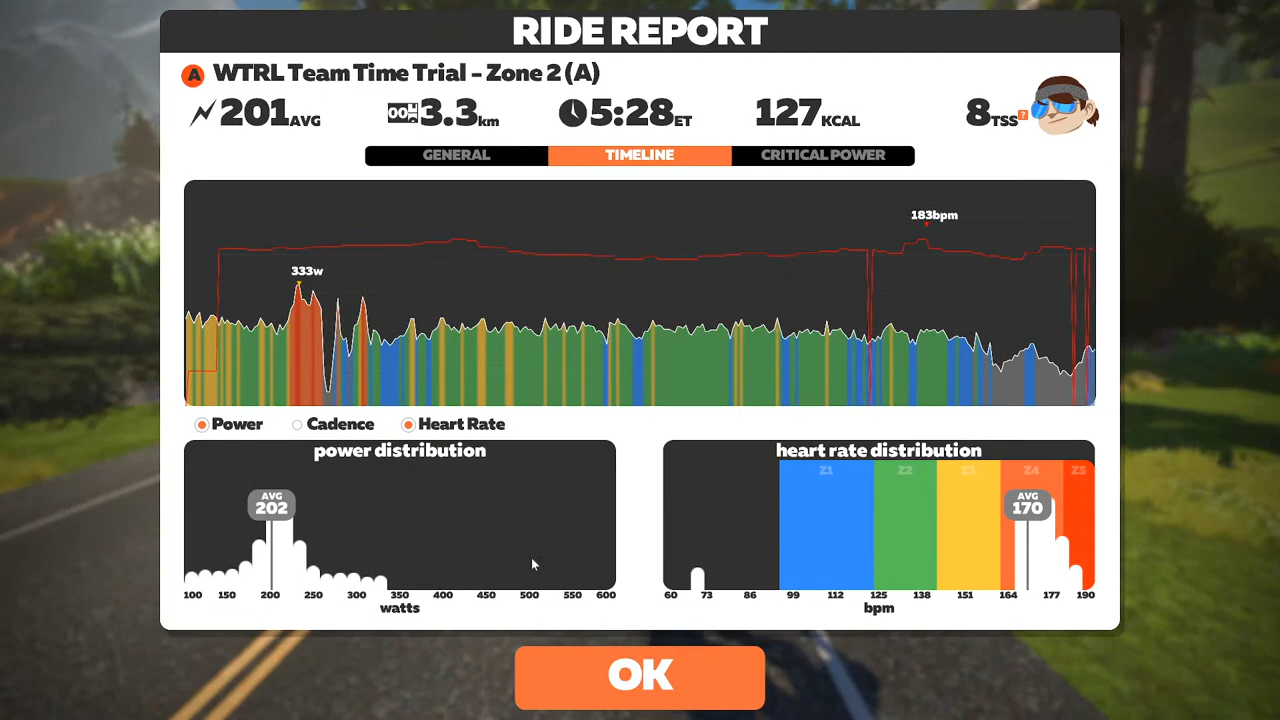 RIDE REPORT
A WTRL Team Time Trial - Zone 2 (A)
201AVG 3.3km 5:28ET 127KCAL 8TSS ?
GENERAL TIMELINE CRITICAL POWER
183bpm
333w
Power Cadence Heart Rate
power distribution
AVG
202
100 150 200 250 300 350 400 450 500 550 600
watts
heart rate distribution
Z1 Z2 Z3 Z4 Z5
AVG
170
60 73 86 99 112 125 138 151 164 177 190
bpm
OK